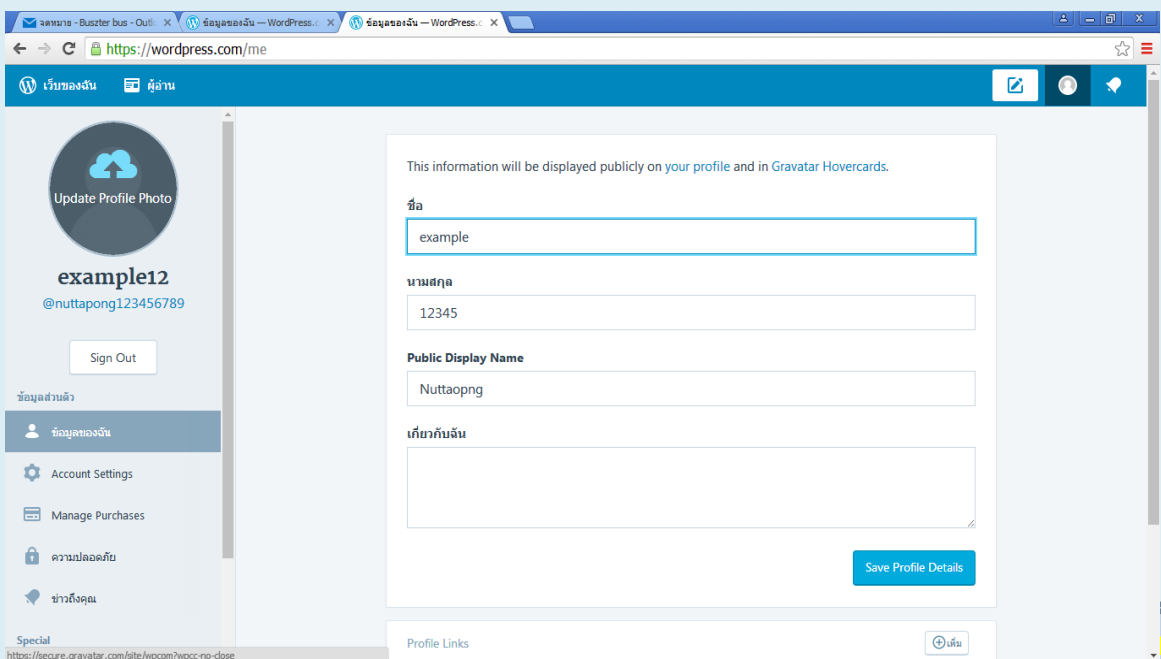 จดหมาย - Buszter bus - Outlo
ข้อมูลของฉัน — WordPress.c
ข้อมูลของฉัน — WordPress.c
https://wordpress.com/me
เว็บของฉัน
ผู้อ่าน
Update Profile Photo
example12
@nuttapong123456789
Sign Out
ข้อมูลส่วนตัว
ข้อมูลของฉัน
Account Settings
Manage Purchases
ความปลอดภัย
ข่าวถึงคุณ
Special
https://secure.gravatar.com/site/wpcom?wpcc-no-close
This information will be displayed publicly on your profile and in Gravatar Hovercards.
ชื่อ
example
นามสกุล
12345
Public Display Name
Nuttaopng
เกี่ยวกับฉัน
Save Profile Details
Profile Links
เพิ่ม